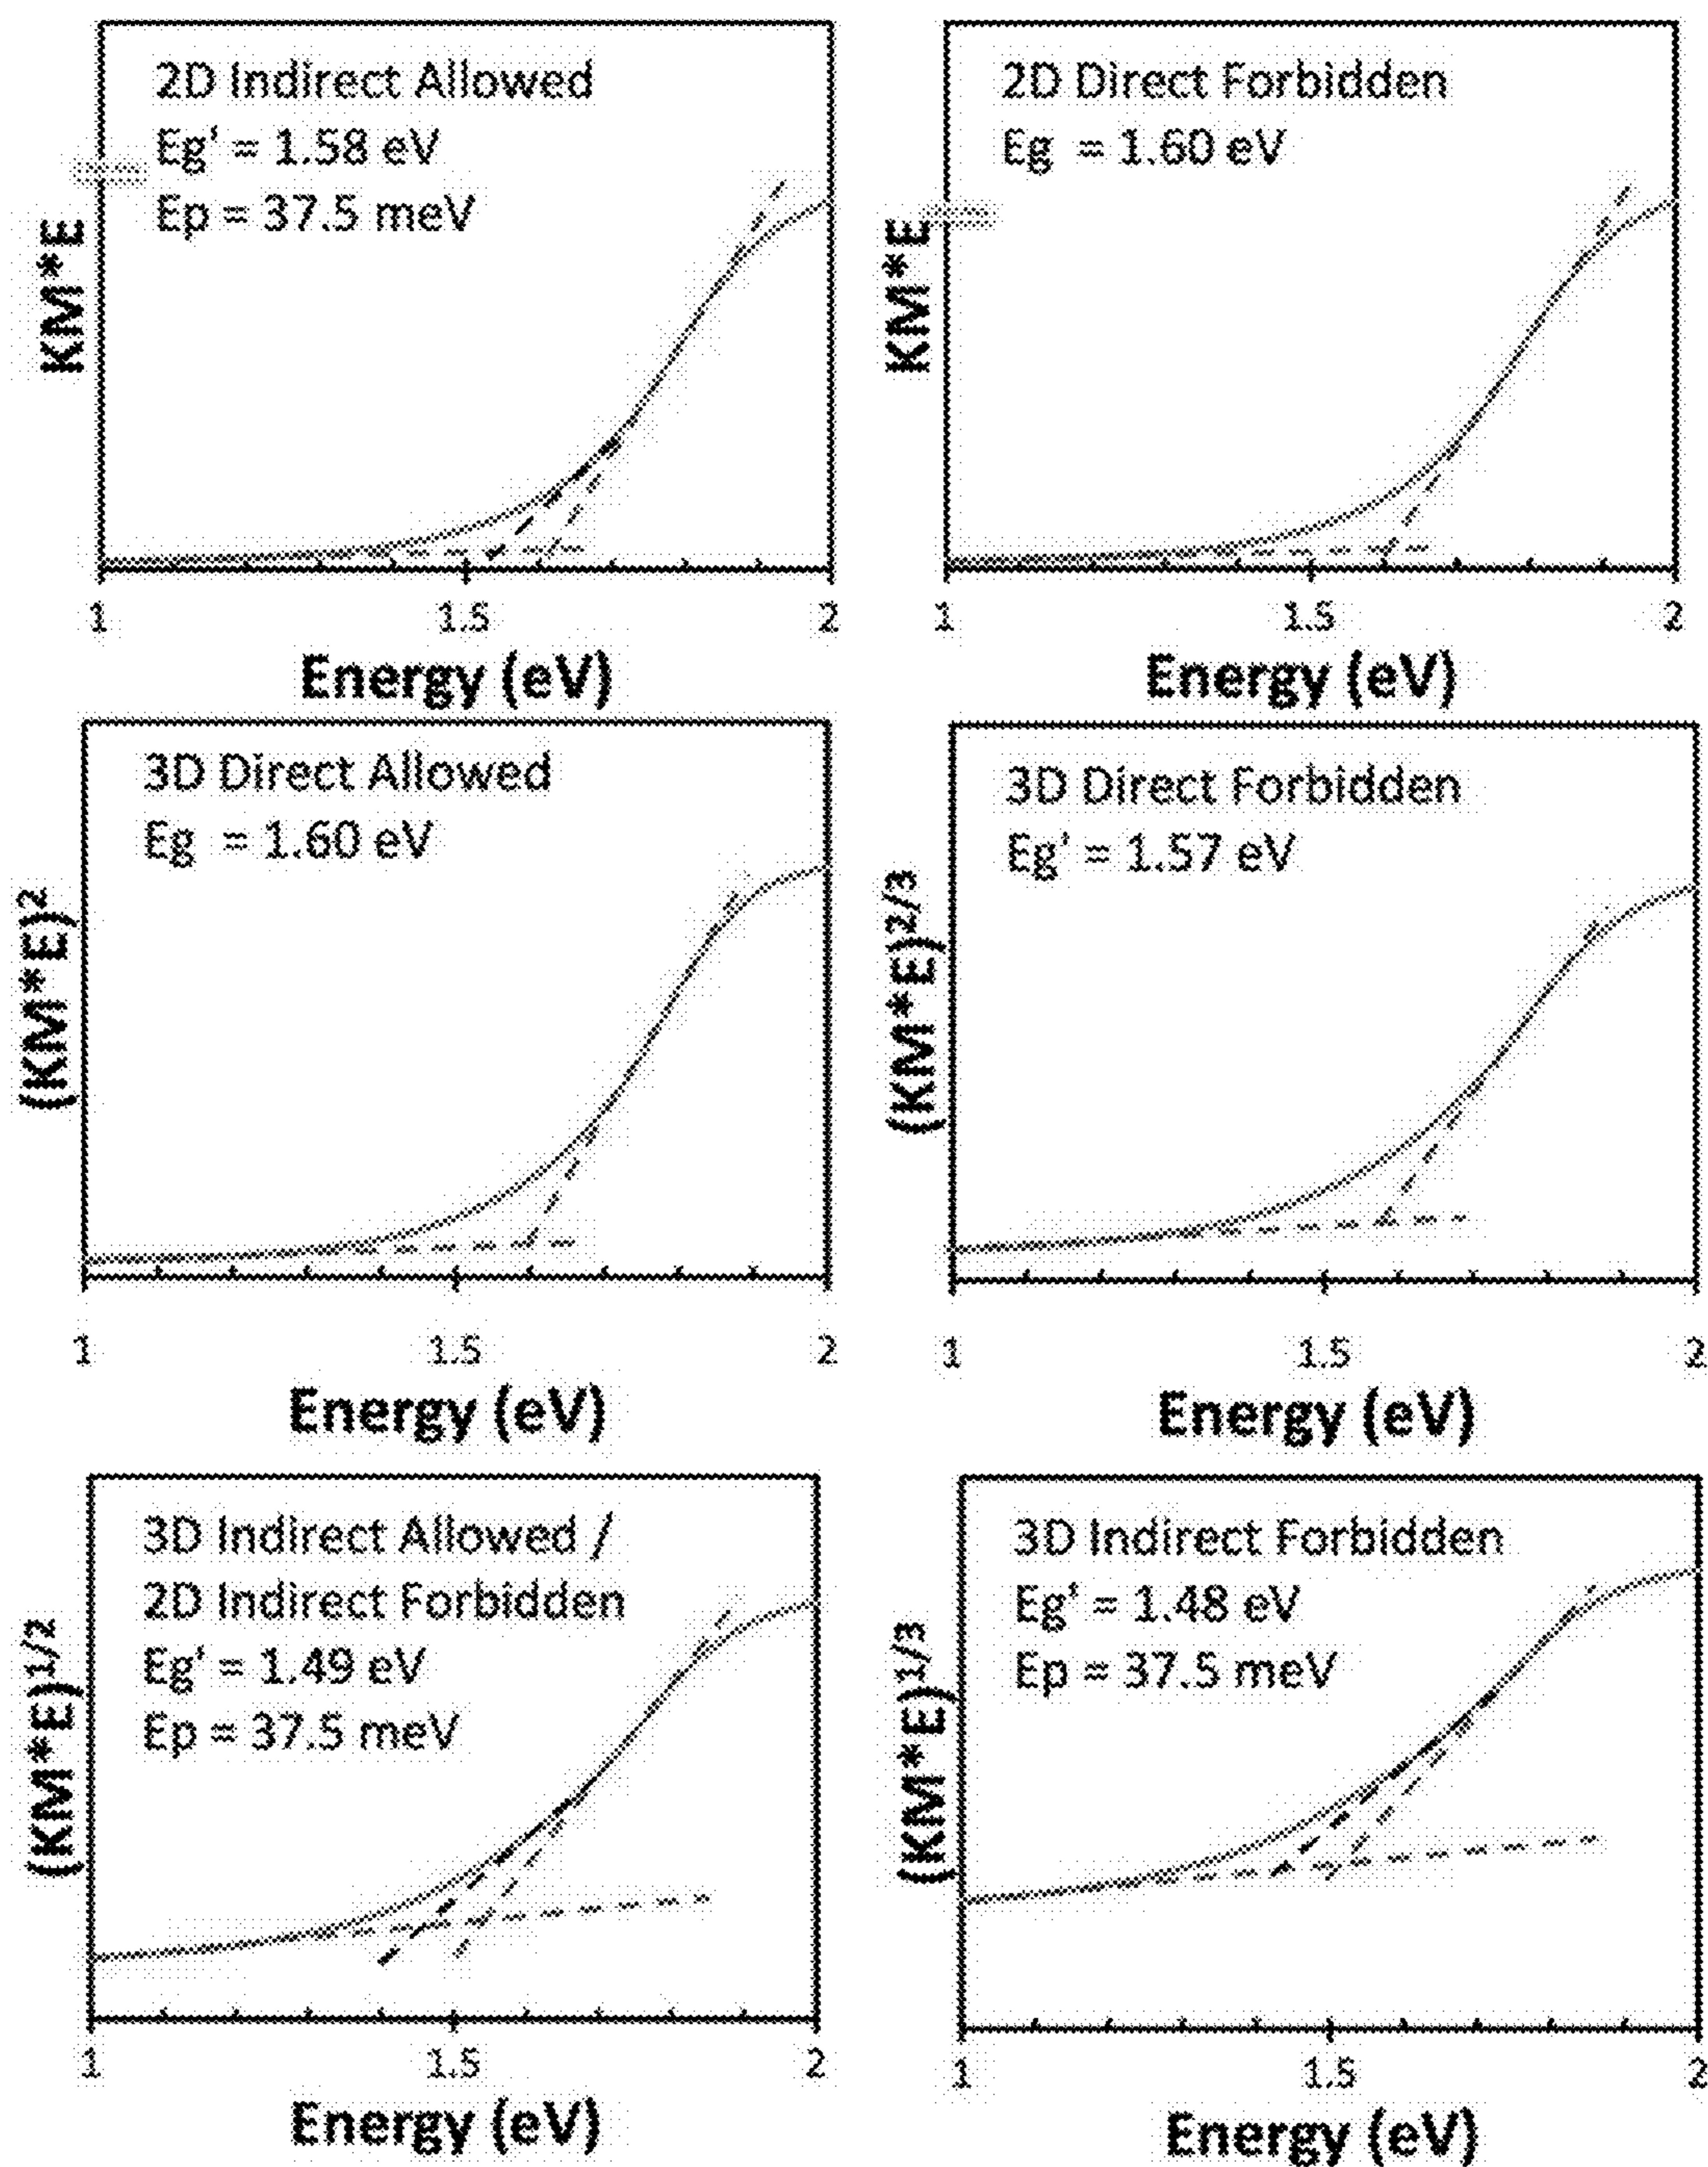 2D Indirect Allowed
Eg' = 1.58 eV
Ep = 37.5 meV
KM*E
1 1.5 2
Energy (eV)
2D Direct Forbidden
Eg = 1.60 eV
KM*E
1 1.5 2
Energy (eV)
3D Direct Allowed
Eg = 1.60 eV
(KM*E)²
1 1.5 2
Energy (eV)
3D Direct Forbidden
Eg' = 1.57 eV
(KM*E)²/³
1 1.5 2
Energy (eV)
3D Indirect Allowed /
2D Indirect Forbidden
Eg' = 1.49 eV
Ep = 37.5 meV
(KM*E)¹/²
1 1.5 2
Energy (eV)
3D Indirect Forbidden
Eg' = 1.48 eV
Ep = 37.5 meV
(KM*E)¹/³
1 1.5 2
Energy (eV)